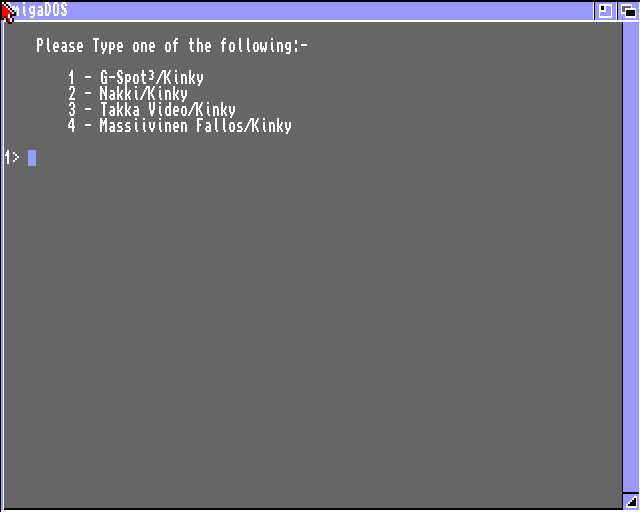 AmigaDOS
Please Type one of the following:-
1 - G-Spot³/Kinky
2 - Nakki/Kinky
3 - Takka Video/Kinky
4 - Massiivinen Fallos/Kinky
1>